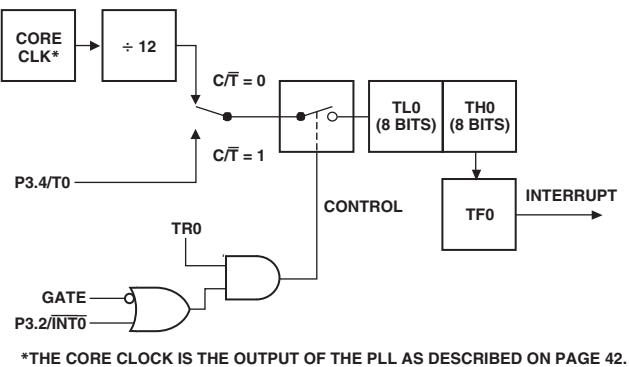 CORE
CLK*
÷ 12
C/T̅ = 0
TL0
(8 BITS)
TH0
(8 BITS)
C/T̅ = 1
P3.4/T0
CONTROL
TF0
INTERRUPT
TR0
GATE
P3.2/I̅N̅T̅0̅
*THE CORE CLOCK IS THE OUTPUT OF THE PLL AS DESCRIBED ON PAGE 42.